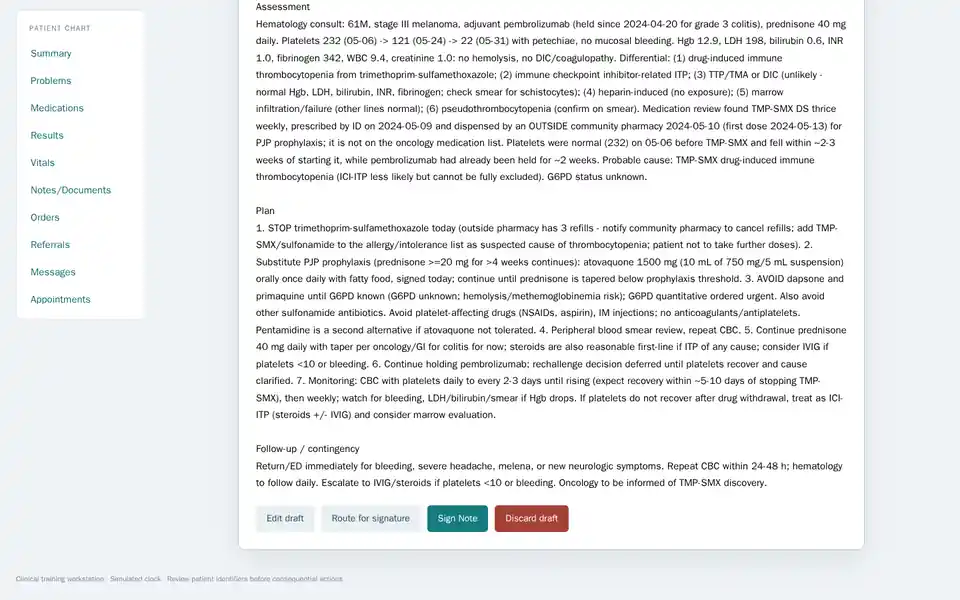 PATIENT CHART
Summary
Problems
Medications
Results
Vitals
Notes/Documents
Orders
Referrals
Messages
Appointments
Assessment
Hematology consult: 61M, stage III melanoma, adjuvant pembrolizumab (held since 2024-04-20 for grade 3 colitis), prednisone 40 mg
daily. Platelets 232 (05-06) -> 121 (05-24) -> 22 (05-31) with petechiae, no mucosal bleeding. Hgb 12.9, LDH 198, bilirubin 0.6, INR
1.0, fibrinogen 342, WBC 9.4, creatinine 1.0: no hemolysis, no DIC/coagulopathy. Differential: (1) drug-induced immune
thrombocytopenia from trimethoprim-sulfamethoxazole; (2) immune checkpoint inhibitor-related ITP; (3) TTP/TMA or DIC (unlikely -
normal Hgb, LDH, bilirubin, INR, fibrinogen; check smear for schistocytes); (4) heparin-induced (no exposure); (5) marrow
infiltration/failure (other lines normal); (6) pseudothrombocytopenia (confirm on smear). Medication review found TMP-SMX DS thrice
weekly, prescribed by ID on 2024-05-09 and dispensed by an OUTSIDE community pharmacy 2024-05-10 (first dose 2024-05-13) for
PJP prophylaxis; it is not on the oncology medication list. Platelets were normal (232) on 05-06 before TMP-SMX and fell within ~2-3
weeks of starting it, while pembrolizumab had already been held for ~2 weeks. Probable cause: TMP-SMX drug-induced immune
thrombocytopenia (ICI-ITP less likely but cannot be fully excluded). G6PD status unknown.
Plan
1. STOP trimethoprim-sulfamethoxazole today (outside pharmacy has 3 refills - notify community pharmacy to cancel refills; add TMP-
SMX/sulfonamide to the allergy/intolerance list as suspected cause of thrombocytopenia; patient not to take further doses). 2.
Substitute PJP prophylaxis (prednisone >=20 mg for >4 weeks continues): atovaquone 1500 mg (10 mL of 750 mg/5 mL suspension)
orally once daily with fatty food, signed today; continue until prednisone is tapered below prophylaxis threshold. 3. AVOID dapsone and
primaquine until G6PD known (G6PD unknown; hemolysis/methemoglobinemia risk); G6PD quantitative ordered urgent. Also avoid
other sulfonamide antibiotics. Avoid platelet-affecting drugs (NSAIDs, aspirin), IM injections; no anticoagulants/antiplatelets.
Pentamidine is a second alternative if atovaquone not tolerated. 4. Peripheral blood smear review, repeat CBC. 5. Continue prednisone
40 mg daily with taper per oncology/GI for colitis for now; steroids are also reasonable first-line if ITP of any cause; consider IVIG if
platelets <10 or bleeding. 6. Continue holding pembrolizumab; rechallenge decision deferred until platelets recover and cause
clarified. 7. Monitoring: CBC with platelets daily to every 2-3 days until rising (expect recovery within ~5-10 days of stopping TMP-
SMX), then weekly; watch for bleeding, LDH/bilirubin/smear if Hgb drops. If platelets do not recover after drug withdrawal, treat as ICI-
ITP (steroids +/- IVIG) and consider marrow evaluation.
Follow-up / contingency
Return/ED immediately for bleeding, severe headache, melena, or new neurologic symptoms. Repeat CBC within 24-48 h; hematology
to follow daily. Escalate to IVIG/steroids if platelets <10 or bleeding. Oncology to be informed of TMP-SMX discovery.
Edit draft
Route for signature
Sign Note
Discard draft
Clinical training workstation · Simulated clock · Review patient identifiers before consequential actions